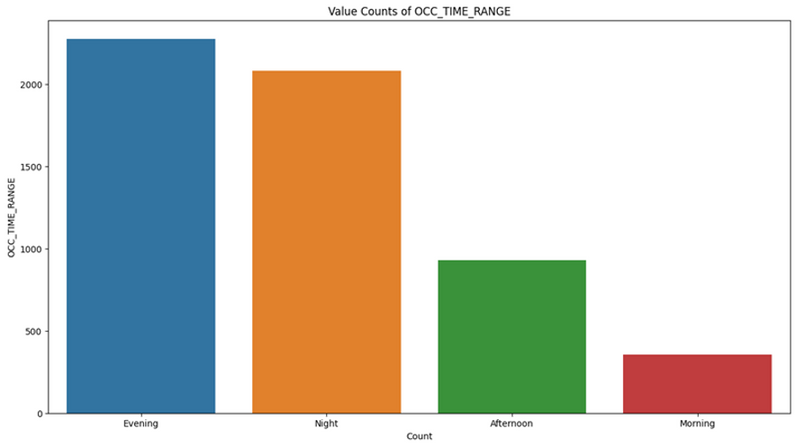 Value Counts of OCC_TIME_RANGE
OCC_TIME_RANGE
2000
1500
1000
500
0
Evening Night Afternoon Morning
Count